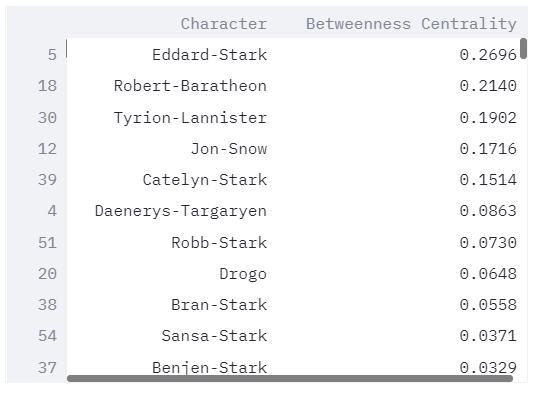 Character Betweenness Centrality
5 Eddard-Stark 0.2696
18 Robert-Baratheon 0.2140
30 Tyrion-Lannister 0.1902
12 Jon-Snow 0.1716
39 Catelyn-Stark 0.1514
4 Daenerys-Targaryen 0.0863
51 Robb-Stark 0.0730
20 Drogo 0.0648
38 Bran-Stark 0.0558
54 Sansa-Stark 0.0371
37 Benjen-Stark 0.0329